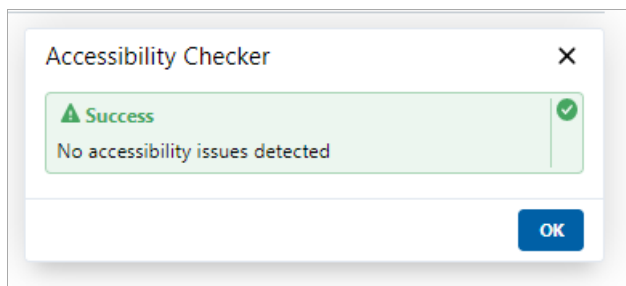 Accessibility Checker
Success
No accessibility issues detected
OK